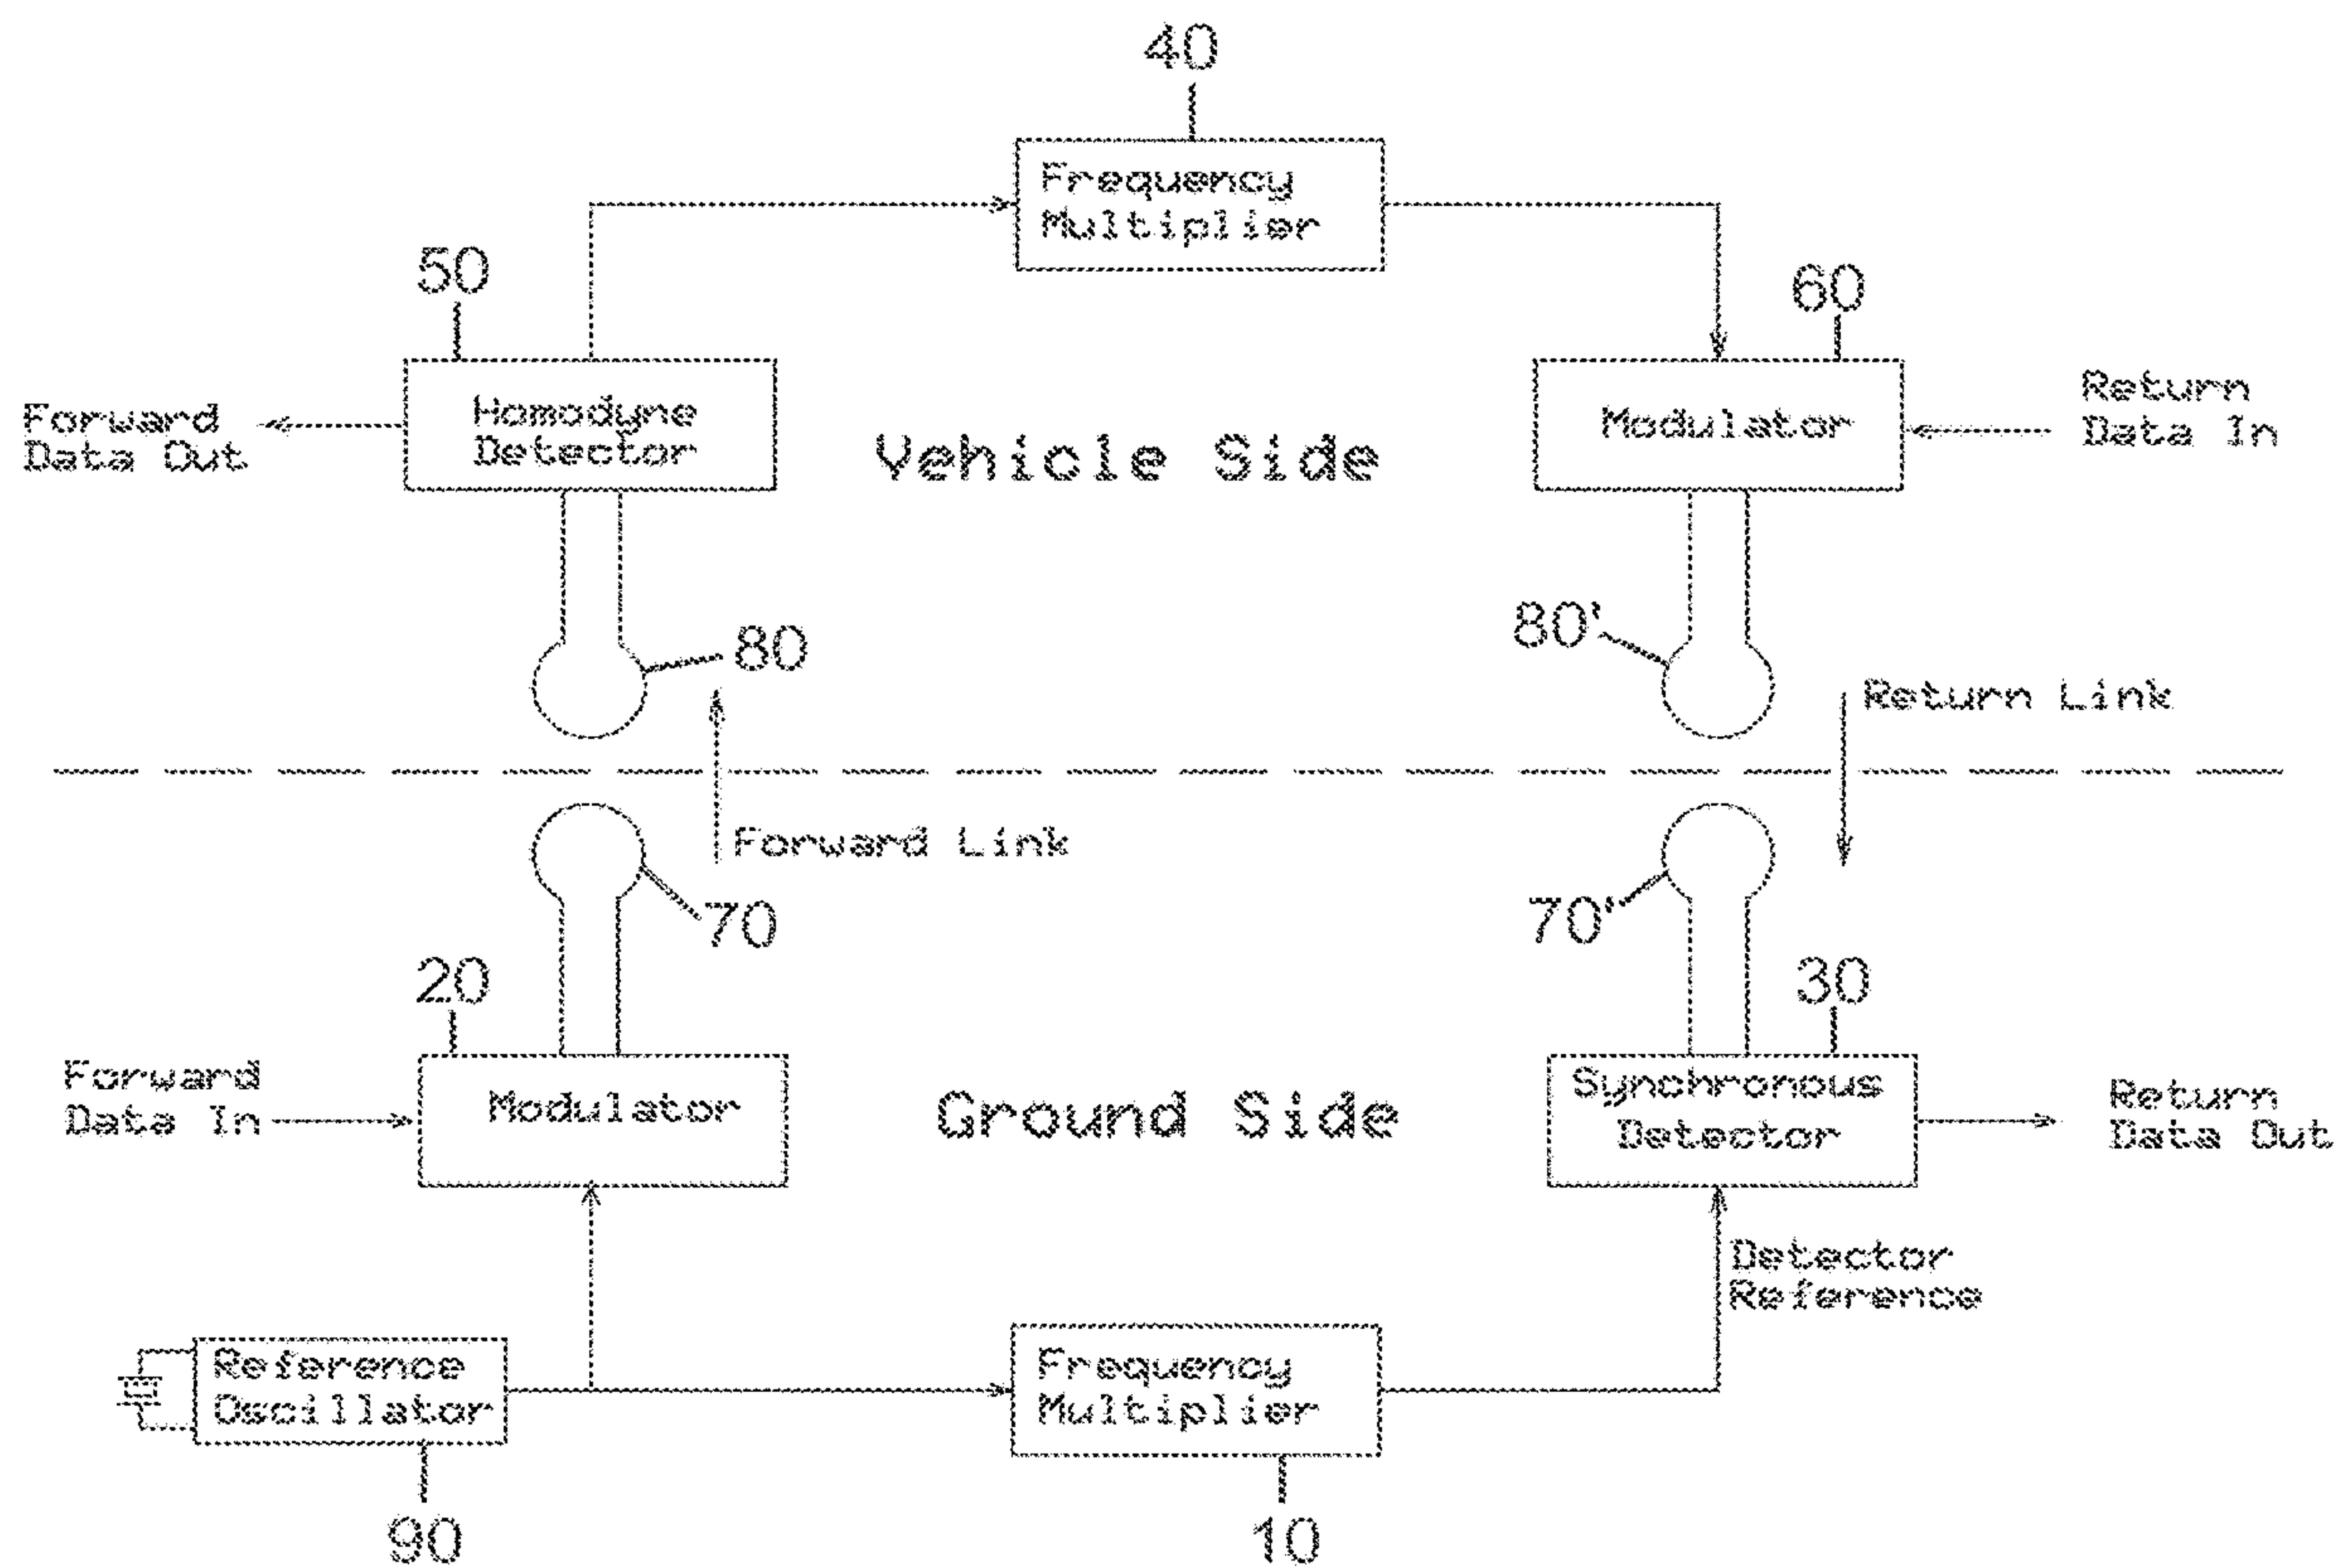 40
Frequency
Multiplier
50
60
Homodyne
Detector
Modulator
Forward
Data Out
Return
Data In
Vehicle Side
80
80'
Return Link
Forward Link
70
70'
20
30
Forward
Data In
Modulator
Ground Side
Synchronous
Detector
Return
Data Out
Detector
Reference
Reference
Oscillator
Frequency
Multiplier
90
10